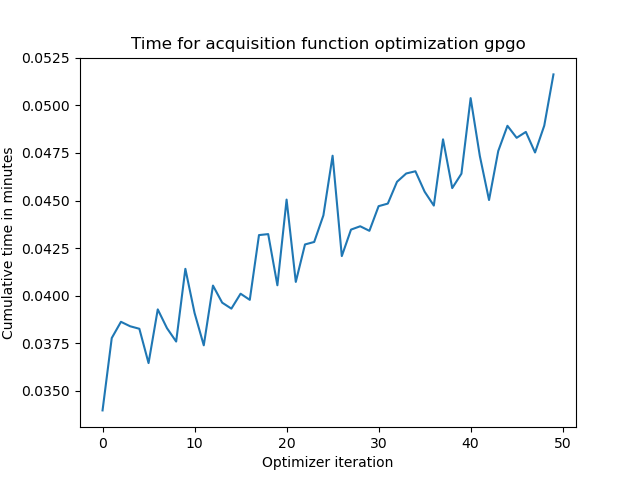 Time for acquisition function optimization gpgo
Cumulative time in minutes
0.0525
0.0500
0.0475
0.0450
0.0425
0.0400
0.0375
0.0350
0 10 20 30 40 50
Optimizer iteration